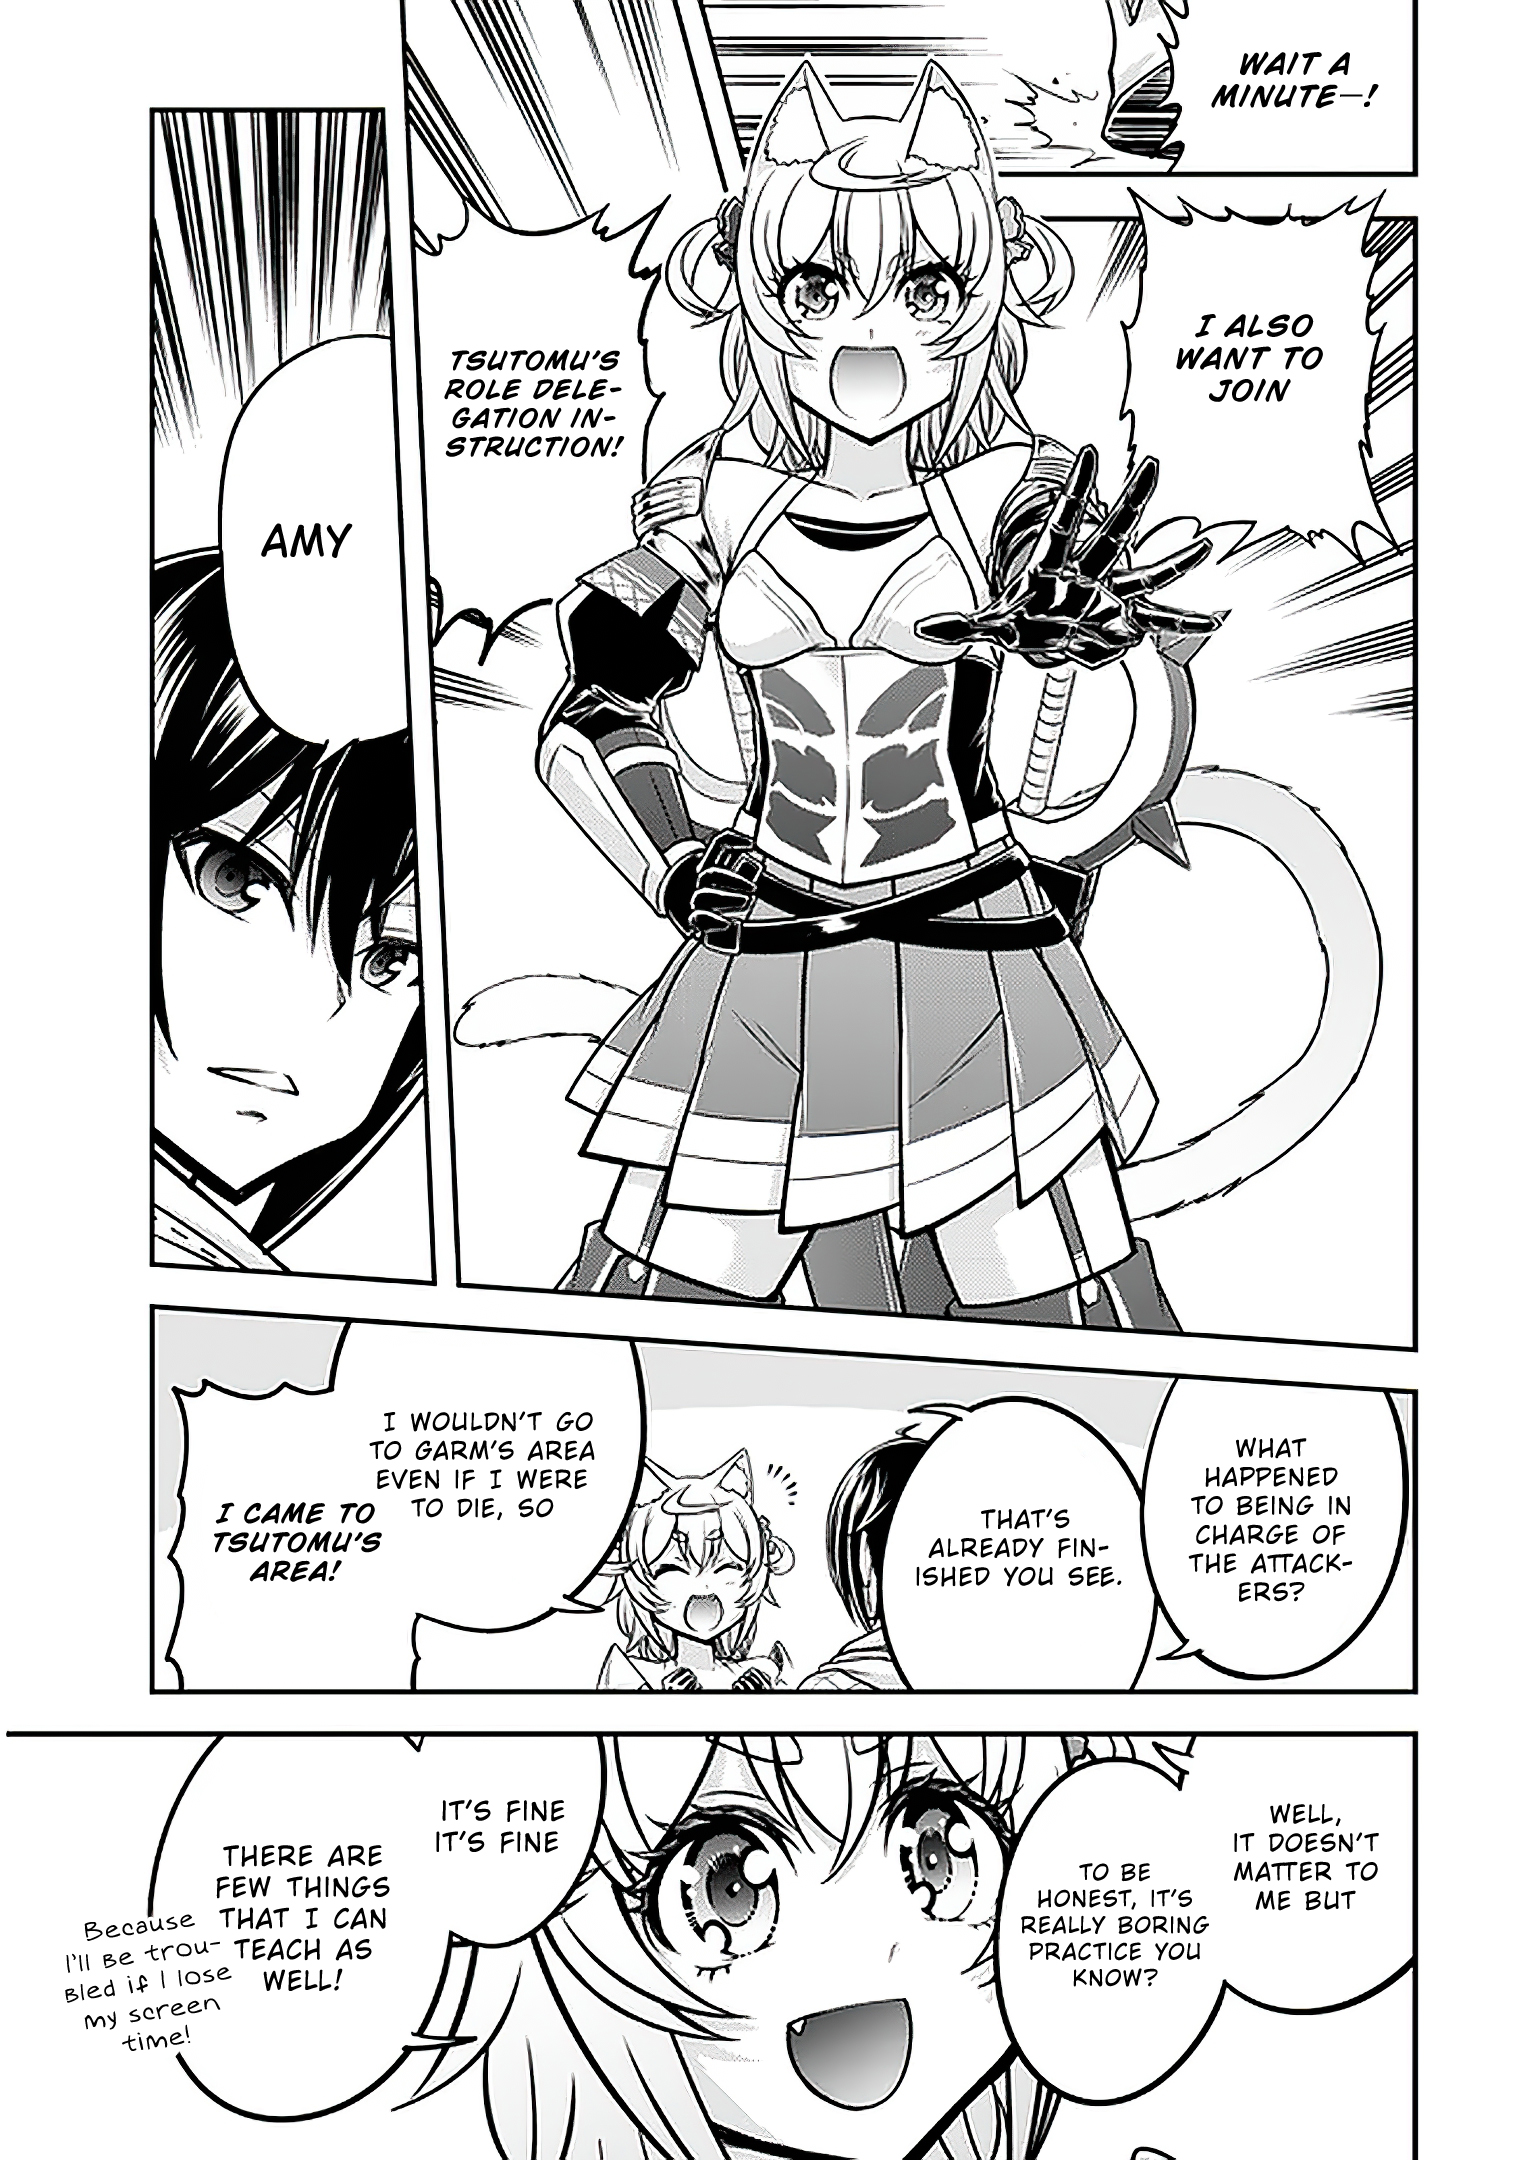 WAIT A
MINUTE—!
I ALSO
WANT TO
JOIN
TSUTOMU'S
ROLE DELE-
GATION IN-
STRUCTION!
AMY
WHAT
HAPPENED
TO BEING IN
CHARGE OF
THE ATTACK-
ERS?
THAT'S
ALREADY FIN-
ISHED YOU SEE.
I WOULDN'T GO
TO GARM'S AREA
EVEN IF I WERE
TO DIE, SO
I CAME TO
TSUTOMU'S
AREA!
WELL,
IT DOESN'T
MATTER TO
ME BUT
TO BE
HONEST, IT'S
REALLY BORING
PRACTICE YOU
KNOW?
IT'S FINE
IT'S FINE
THERE ARE
FEW THINGS
THAT I CAN
TEACH AS
WELL!
Because
I'll Be trou-
Bled if I lose
my screen
time!